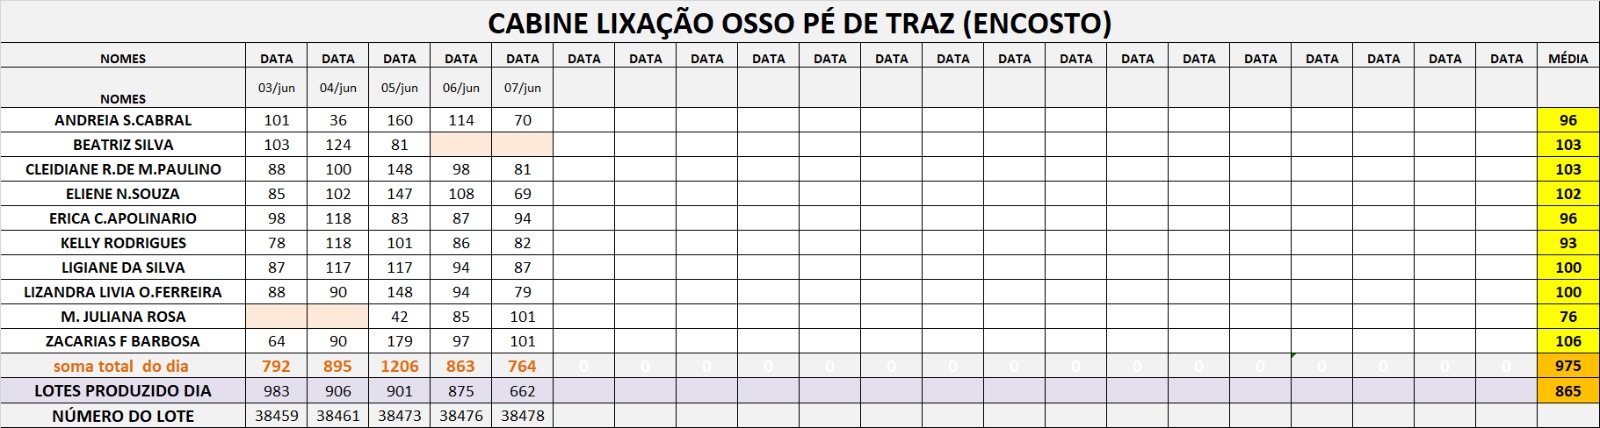 CABINE LIXAÇÃO OSSO PÉ DE TRAZ (ENCOSTO)
NOMES DATA DATA DATA DATA DATA DATA DATA DATA DATA DATA DATA DATA DATA DATA DATA DATA DATA DATA DATA DATA DATA MÉDIA
NOMES 03/jun 04/jun 05/jun 06/jun 07/jun
ANDREIA S.CABRAL 101 36 160 114 70 96
BEATRIZ SILVA 103 124 81 103
CLEIDIANE R.DE M.PAULINO 88 100 148 98 81 103
ELIENE N.SOUZA 85 102 147 108 69 102
ERICA C.APOLINARIO 98 118 83 87 94 96
KELLY RODRIGUES 78 118 101 86 82 93
LIGIANE DA SILVA 87 117 117 94 87 100
LIZANDRA LIVIA O.FERREIRA 88 90 148 94 79 100
M. JULIANA ROSA 42 85 101 76
ZACARIAS F BARBOSA 64 90 179 97 101 106
soma total do dia 792 895 1206 863 764 0 0 0 0 0 0 0 0 0 0 0 0 0 0 0 0 975
LOTES PRODUZIDO DIA 983 906 901 875 662 865
NÚMERO DO LOTE 38459 38461 38473 38476 38478